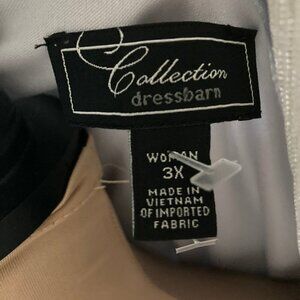 Collection
dressbarn
WOMAN
3X
MADE IN
VIETNAM
OF IMPORTED
FABRIC